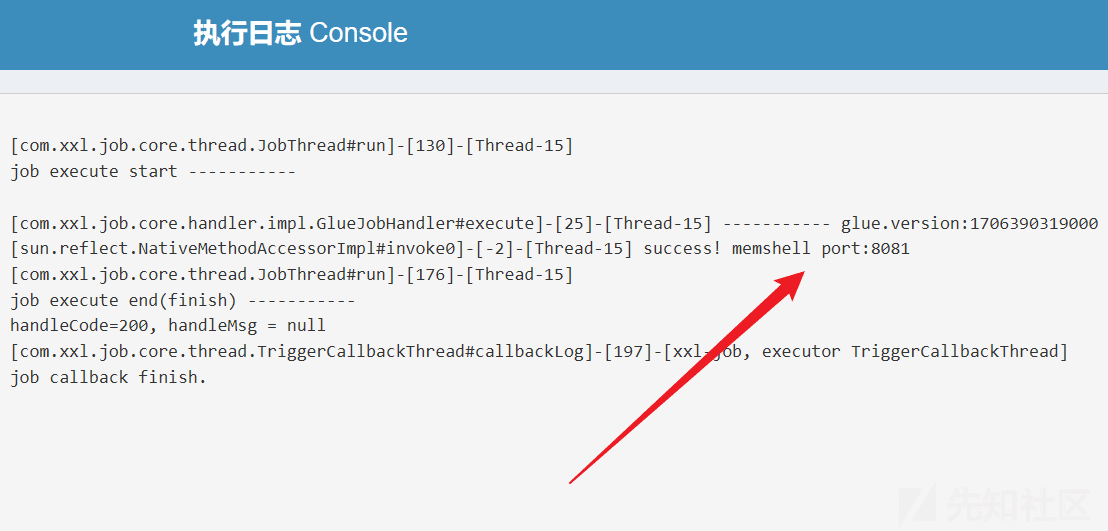 执行日志 Console
[com.xxl.job.core.thread.JobThread#run]-[130]-[Thread-15]
job execute start -----------
[com.xxl.job.core.handler.impl.GlueJobHandler#execute]-[25]-[Thread-15] ----------- glue.version:1706390319000
[sun.reflect.NativeMethodAccessorImpl#invoke0]-[-2]-[Thread-15] success! memshell port:8081
[com.xxl.job.core.thread.JobThread#run]-[176]-[Thread-15]
job execute end(finish) -----------
handleCode=200, handleMsg = null
[com.xxl.job.core.thread.TriggerCallbackThread#callbackLog]-[197]-[xxl-job, executor TriggerCallbackThread]
job callback finish.
先知社区